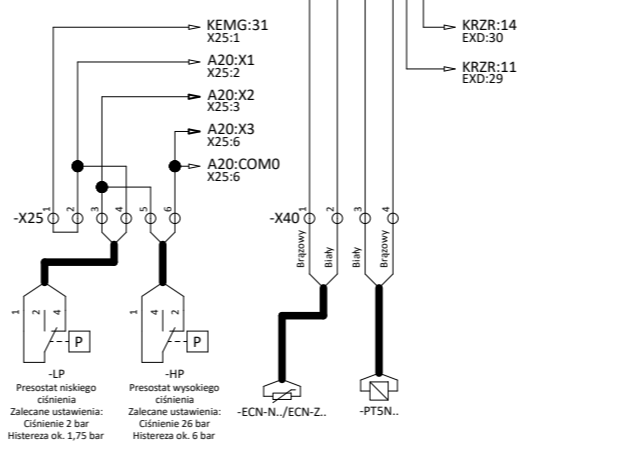 KEMG:31
X25:1
A20:X1
X25:2
A20:X2
X25:3
A20:X3
X25:6
A20:COM0
X25:6
KRZR:14
EXD:30
KRZR:11
EXD:29
-X25 1 2 3 4 5 6
-X40 1 2 3 4
Brązowy Biały Biały Brązowy
1 2 4 P
1 4 2 P
-LP
Presostat niskiego
ciśnienia
Zalecane ustawienia:
Ciśnienie 2 bar
Histereza ok. 1,75 bar
-HP
Presostat wysokiego
ciśnienia
Zalecane ustawienia:
Ciśnienie 26 bar
Histereza ok. 6 bar
-ECN-N../ECN-Z..
-PT5N..